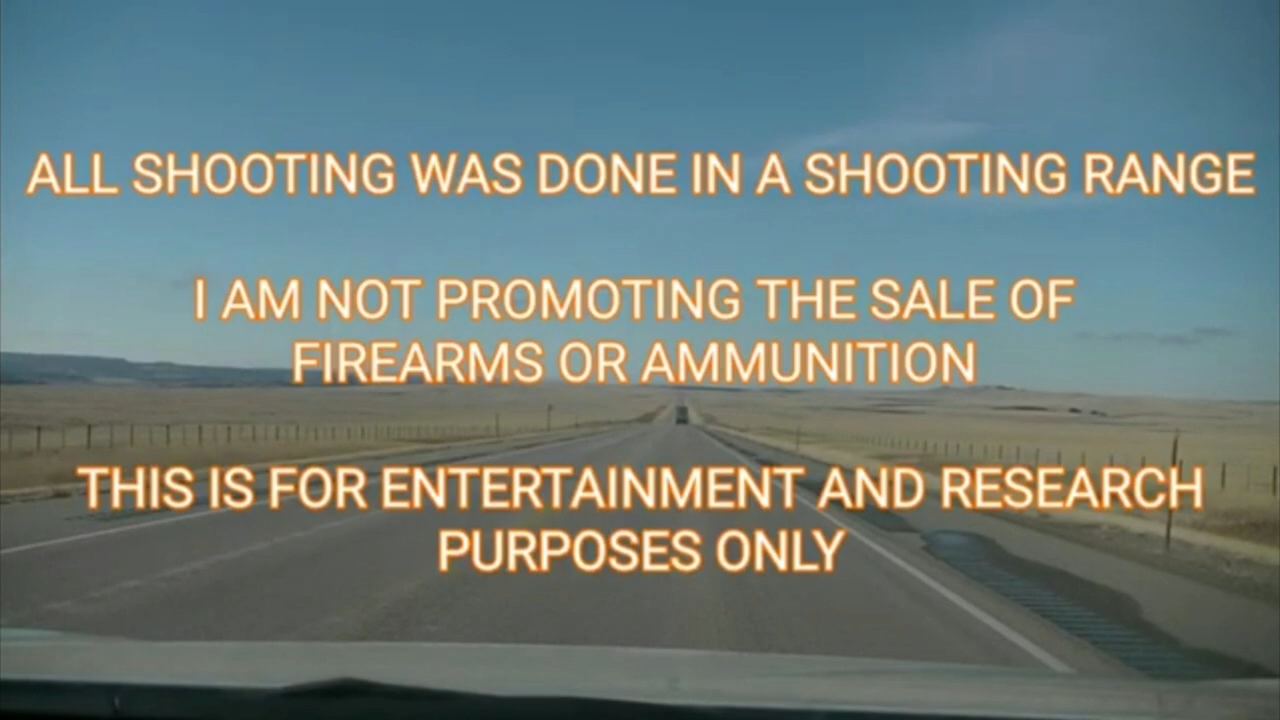 ALL SHOOTING WAS DONE IN A SHOOTING RANGE
I AM NOT PROMOTING THE SALE OF
FIREARMS OR AMMUNITION
THIS IS FOR ENTERTAINMENT AND RESEARCH
PURPOSES ONLY